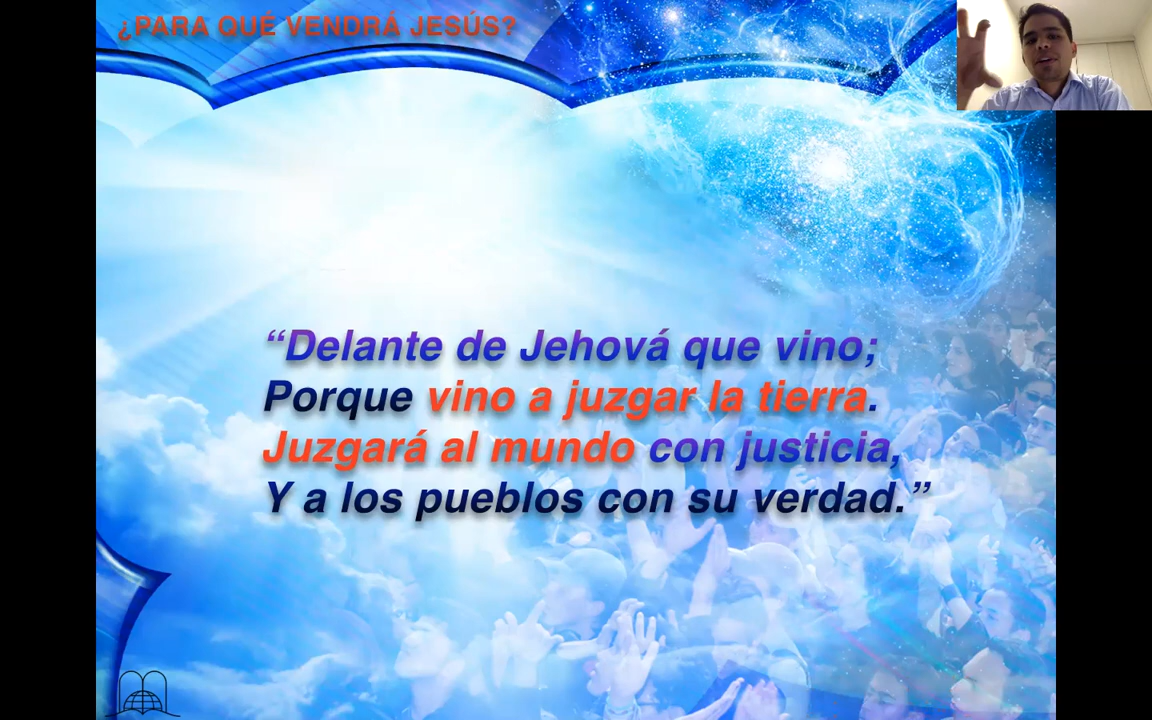 ¿PARA QUÉ VENDRÁ JESÚS?
“Delante de Jehová que vino;
Porque vino a juzgar la tierra.
Juzgará al mundo con justicia,
Y a los pueblos con su verdad.”